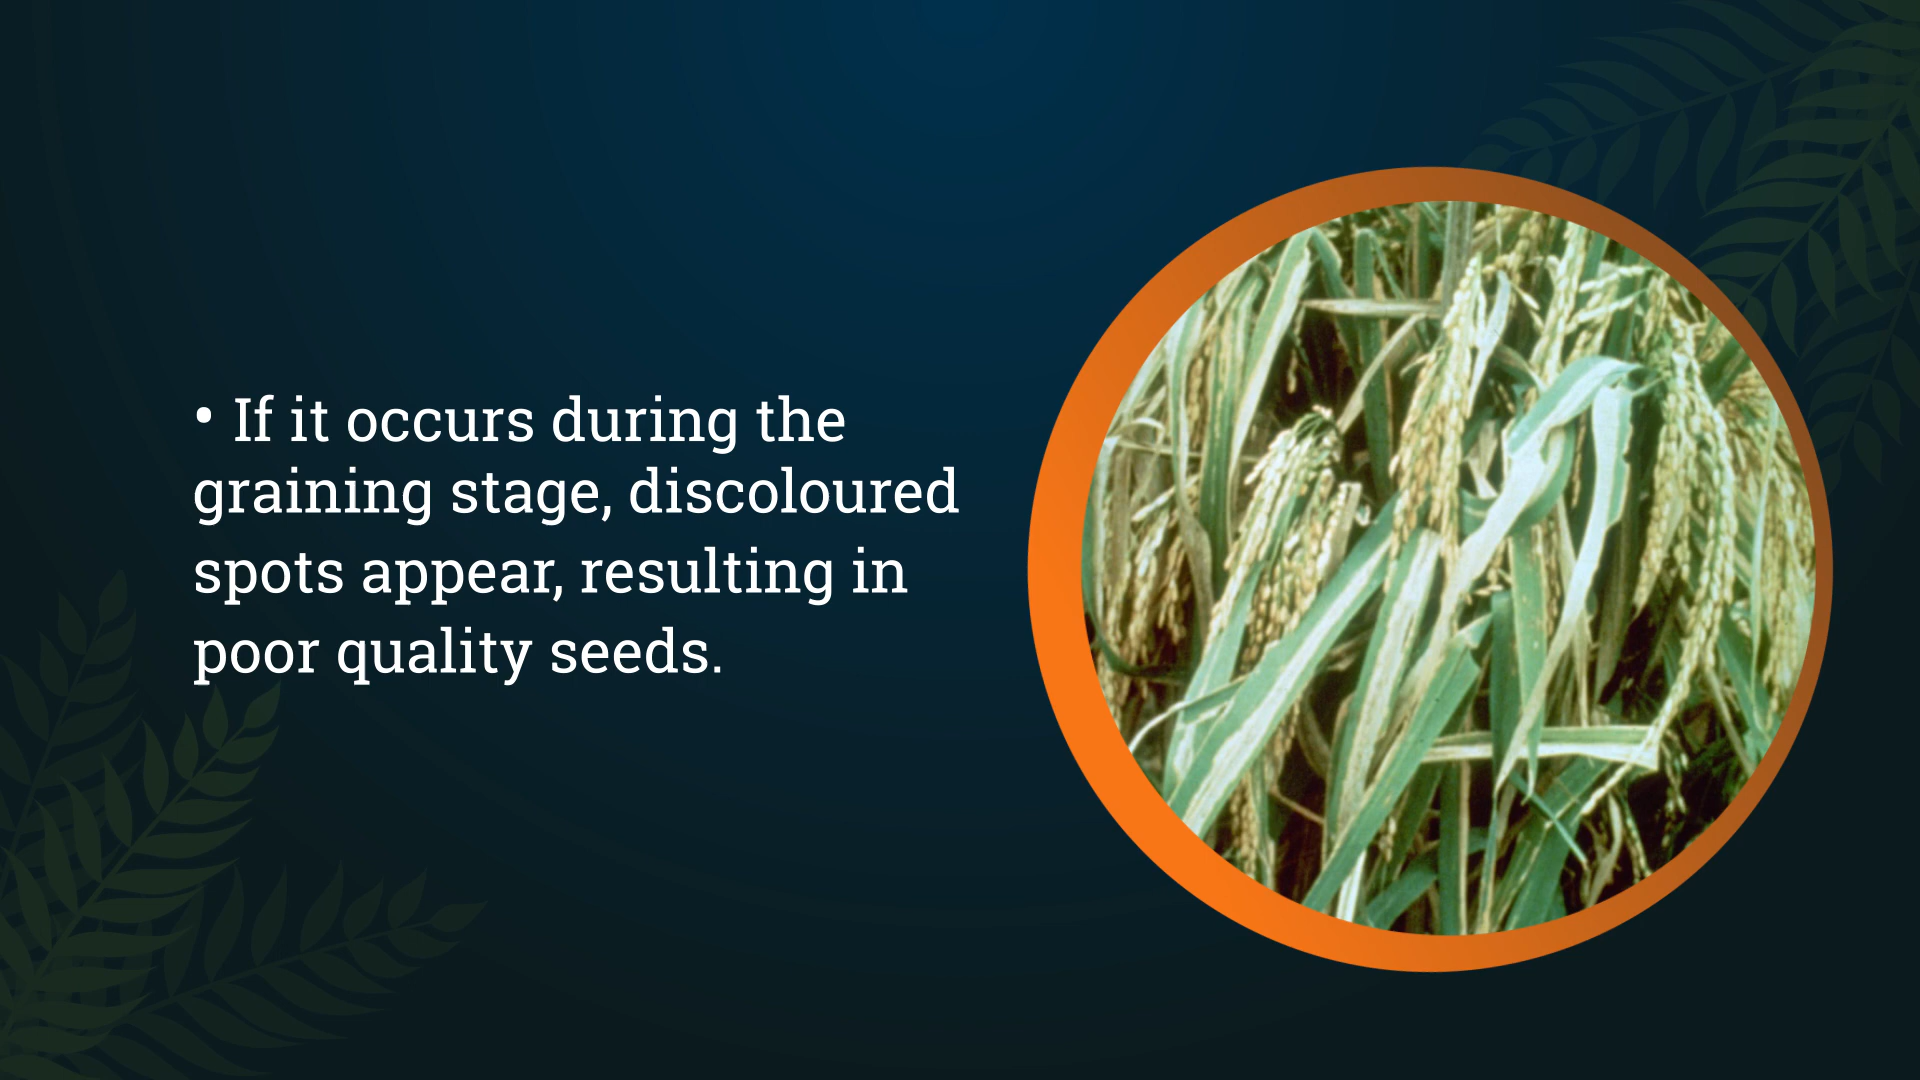 • If it occurs during the
graining stage, discoloured
spots appear, resulting in
poor quality seeds.